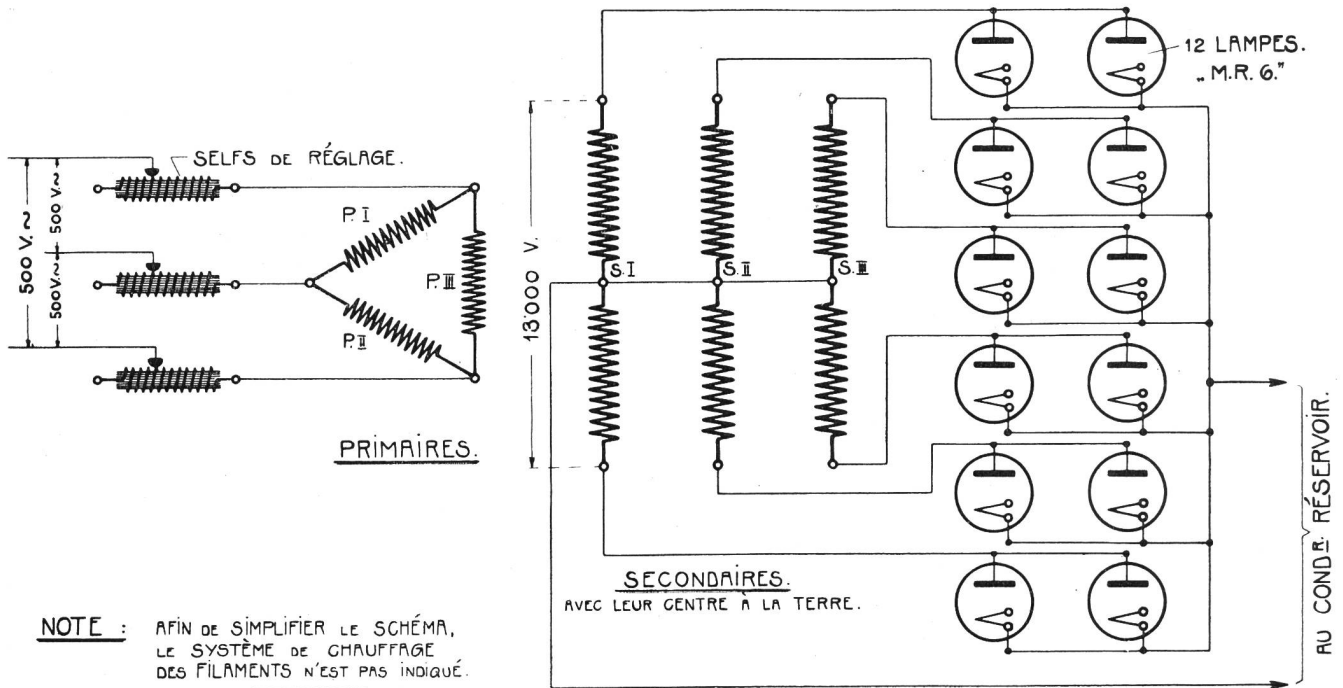 12 LAMPES.
„M.R. 6."
SELFS DE RÉGLAGE.
500 V.~
500 V.~
500V.~
P. I
P. II
P. III
PRIMAIRES.
13'000 V.
S. I
S. II
S. III
SECONDAIRES.
AVEC LEUR CENTRE À LA TERRE.
AU CONDR. RÉSERVOIR.
NOTE : AFIN DE SIMPLIFIER LE SCHÉMA,
LE SYSTÈME DE CHAUFFAGE
DES FILAMENTS N'EST PAS INDIQUÉ.